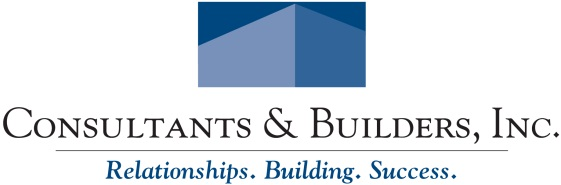 Consultants & Builders, Inc.
Relationships. Building. Success.